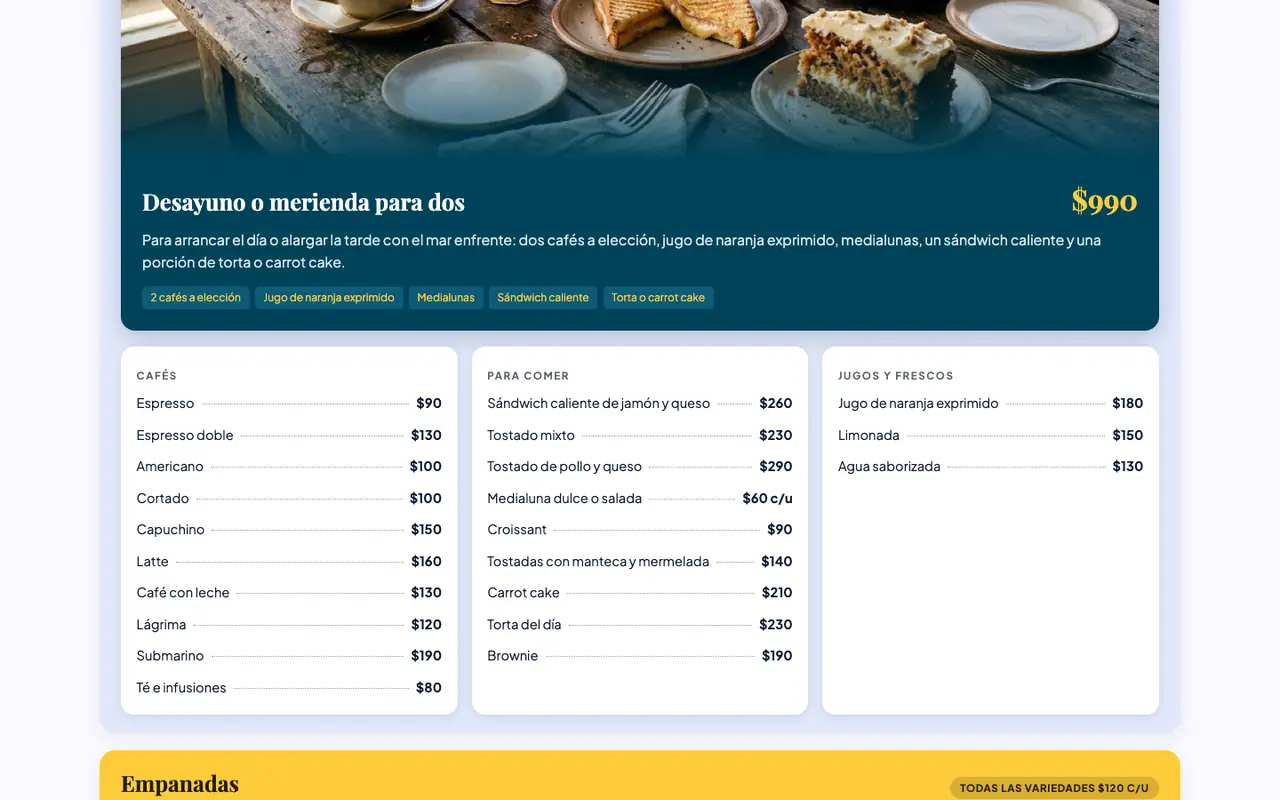 Desayuno o merienda para dos
$990
Para arrancar el día o alargar la tarde con el mar enfrente: dos cafés a elección, jugo de naranja exprimido, medialunas, un sándwich caliente y una
porción de torta o carrot cake.
2 cafés a elección
Jugo de naranja exprimido
Medialunas
Sándwich caliente
Torta o carrot cake
CAFÉS
Espresso $90
Espresso doble $130
Americano $100
Cortado $100
Capuchino $150
Latte $160
Café con leche $130
Lágrima $120
Submarino $190
Té e infusiones $80
PARA COMER
Sándwich caliente de jamón y queso $260
Tostado mixto $230
Tostado de pollo y queso $290
Medialuna dulce o salada $60 c/u
Croissant $90
Tostadas con manteca y mermelada $140
Carrot cake $210
Torta del día $230
Brownie $190
JUGOS Y FRESCOS
Jugo de naranja exprimido $180
Limonada $150
Agua saborizada $130
Empanadas
TODAS LAS VARIEDADES $120 C/U